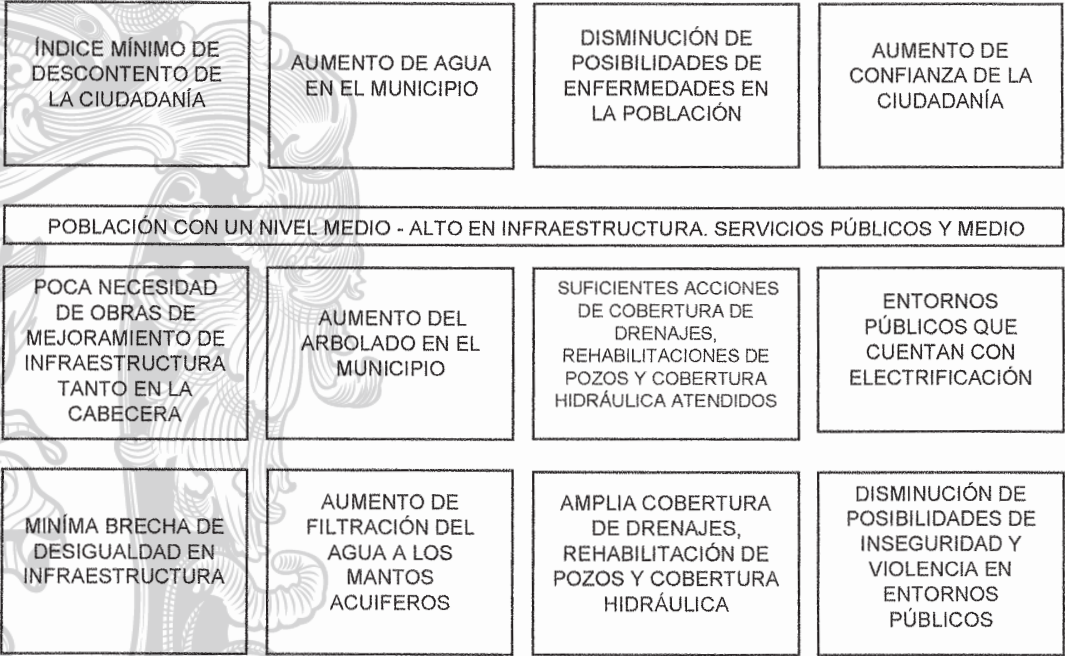 ÍNDICE MÍNIMO DE
DESCONTENTO DE
LA CIUDADANÍA
AUMENTO DE AGUA
EN EL MUNICIPIO
DISMINUCIÓN DE
POSIBILIDADES DE
ENFERMEDADES EN
LA POBLACIÓN
AUMENTO DE
CONFIANZA DE LA
CIUDADANÍA
POBLACIÓN CON UN NIVEL MEDIO - ALTO EN INFRAESTRUCTURA. SERVICIOS PÚBLICOS Y MEDIO
POCA NECESIDAD
DE OBRAS DE
MEJORAMIENTO DE
INFRAESTRUCTURA
TANTO EN LA
CABECERA
AUMENTO DEL
ARBOLADO EN EL
MUNICIPIO
SUFICIENTES ACCIONES
DE COBERTURA DE
DRENAJES,
REHABILITACIONES DE
POZOS Y COBERTURA
HIDRÁULICA ATENDIDOS
ENTORNOS
PÚBLICOS QUE
CUENTAN CON
ELECTRIFICACIÓN
MINÍMA BRECHA DE
DESIGUALDAD EN
INFRAESTRUCTURA
AUMENTO DE
FILTRACIÓN DEL
AGUA A LOS
MANTOS
ACUIFEROS
AMPLIA COBERTURA
DE DRENAJES,
REHABILITACIÓN DE
POZOS Y COBERTURA
HIDRÁULICA
DISMINUCIÓN DE
POSIBILIDADES DE
INSEGURIDAD Y
VIOLENCIA EN
ENTORNOS
PÚBLICOS